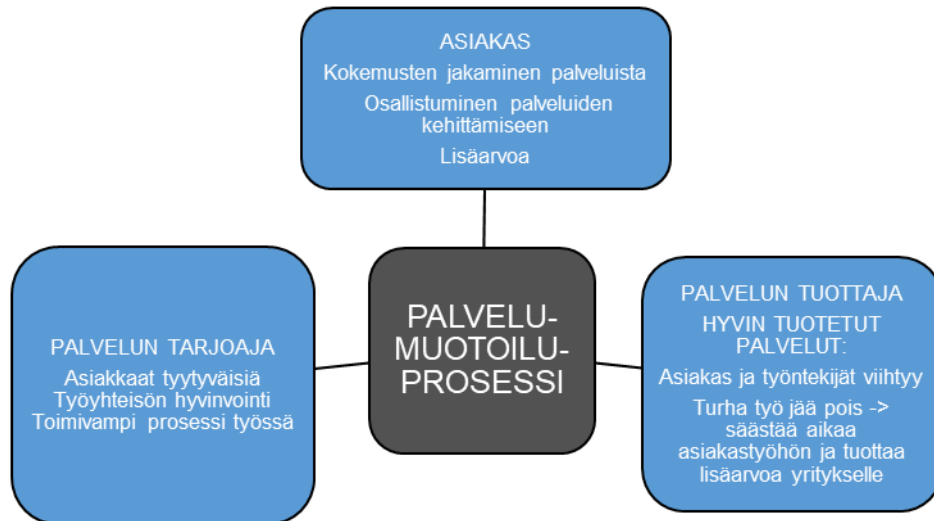 ASIAKAS
Kokemusten jakaminen palveluista
Osallistuminen palveluiden
kehittämiseen
Lisäarvoa
PALVELUN TARJOAJA
Asiakkaat tyytyväisiä
Työyhteisön hyvinvointi
Toimivampi prosessi työssä
PALVELU-
MUOTOILU-
PROSESSI
PALVELUN TUOTTAJA
HYVIN TUOTETUT
PALVELUT:
Asiakas ja työntekijät viihtyy
Turha työ jää pois ->
säästää aikaa
asiakastyöhön ja tuottaa
lisäarvoa yritykselle